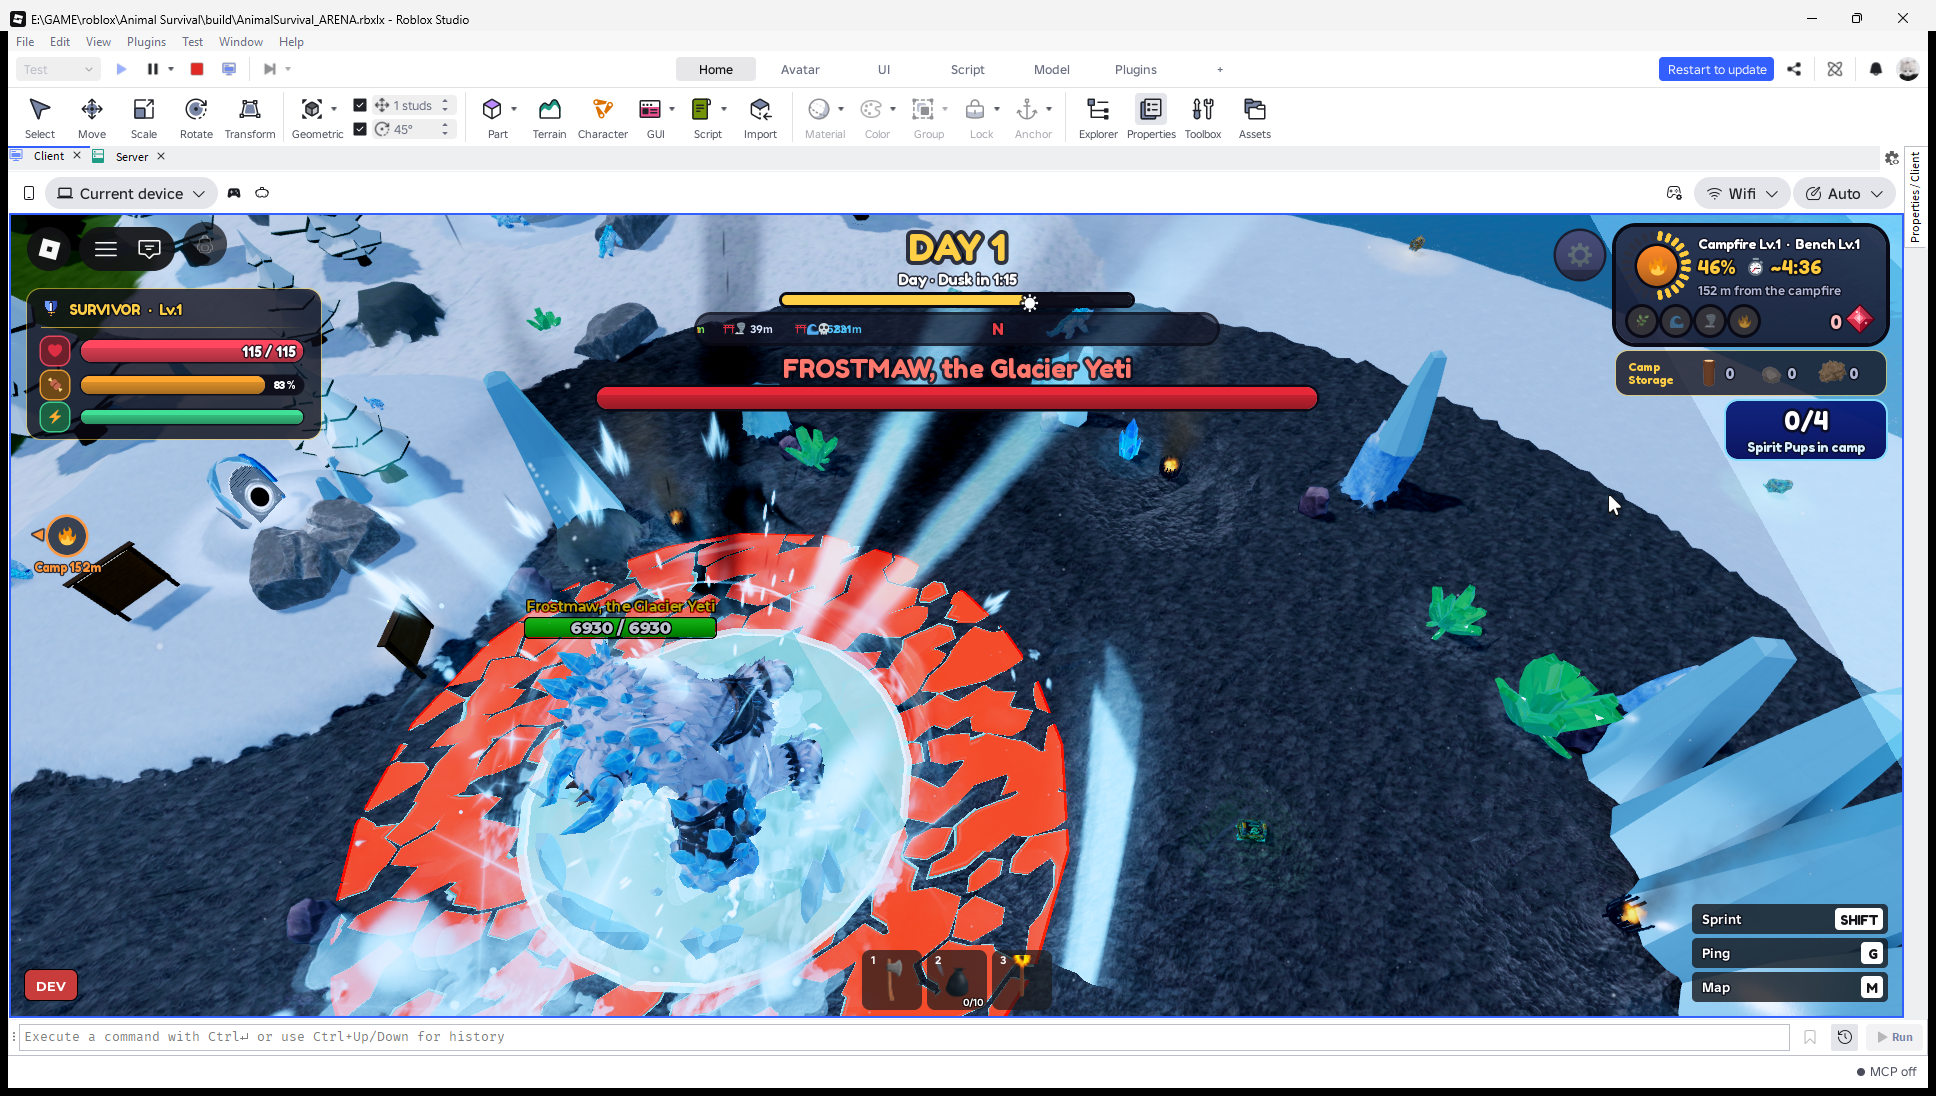 E:\GAME\roblox\Animal Survival\build\AnimalSurvival_ARENA.rbxlx - Roblox Studio
File Edit View Plugins Test Window Help
Test
Home Avatar UI Script Model Plugins +
Restart to update
1 studs
45°
Select Move Scale Rotate Transform Geometric Part Terrain Character GUI Script Import Material Color Group Lock Anchor Explorer Properties Toolbox Assets
Client Server
Properties / Client
Current device
Wifi Auto
DAY 1
Day · Dusk in 1:15
39m
N
FROSTMAW, the Glacier Yeti
SURVIVOR · Lv.1
115 / 115
83%
Campfire Lv.1 · Bench Lv.1
46% ~4:36
152 m from the campfire
0
Camp Storage 0 0 0
0/4
Spirit Pups in camp
Camp 152m
Frostmaw, the Glacier Yeti
6930 / 6930
1 2 3
0/10
Sprint SHIFT
Ping G
Map M
DEV
Execute a command with Ctrl+↵ or use Ctrl+Up/Down for history
Run
MCP off